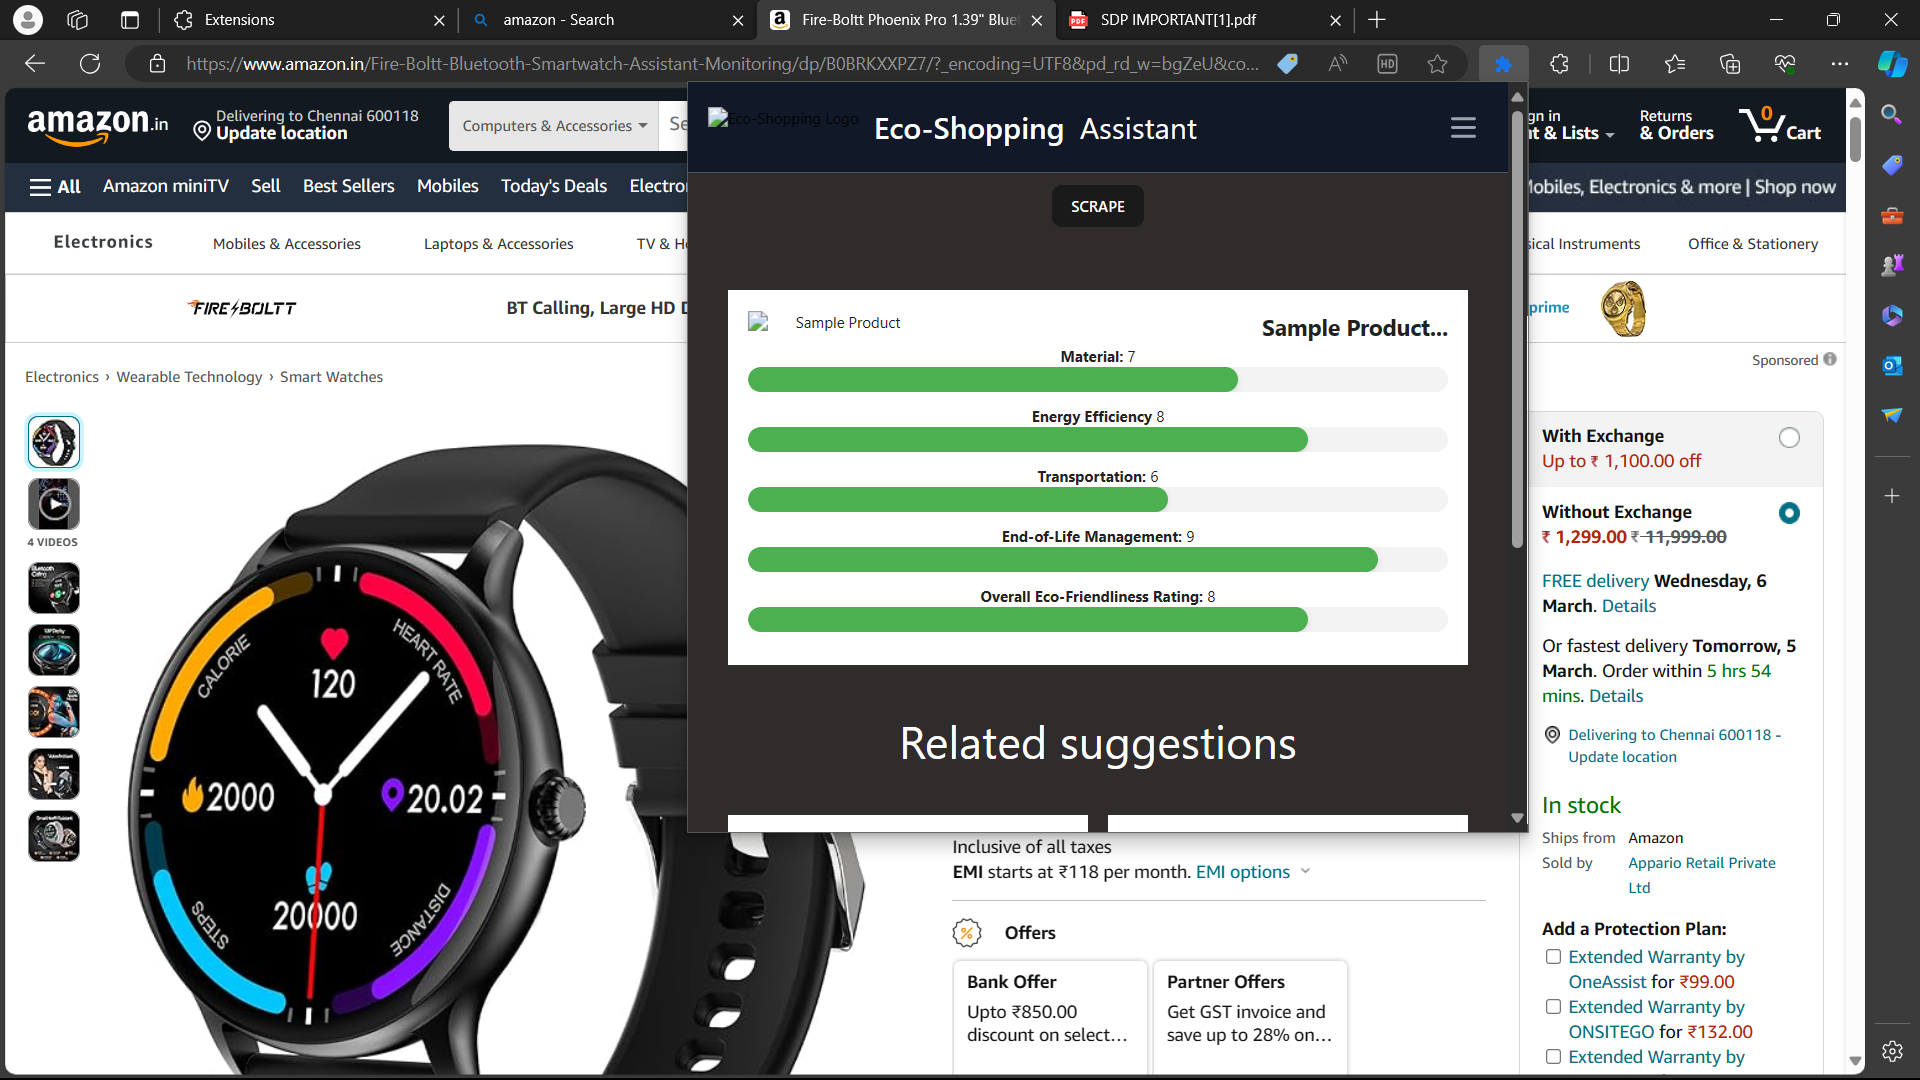 Extensions
amazon - Search
Fire-Boltt Phoenix Pro 1.39" Blue
SDP IMPORTANT[1].pdf
https://www.amazon.in/Fire-Boltt-Bluetooth-Smartwatch-Assistant-Monitoring/dp/B0BRKXXPZ7/?_encoding=UTF8&pd_rd_w=bgZeU&co...
amazon.in
Delivering to Chennai 600118
Update location
Computers & Accessories
Se
Eco-Shopping Logo
Eco-Shopping Assistant
gn in
t & Lists
Returns
& Orders
0
Cart
All
Amazon miniTV
Sell
Best Sellers
Mobiles
Today's Deals
Electro
Mobiles, Electronics & more | Shop now
SCRAPE
Electronics
Mobiles & Accessories
Laptops & Accessories
TV & H
sical Instruments
Office & Stationery
FIRE BOLTT
BT Calling, Large HD D
prime
Sponsored
Electronics › Wearable Technology › Smart Watches
Sample Product
Sample Product...
Material: 7
Energy Efficiency 8
Transportation: 6
End-of-Life Management: 9
Overall Eco-Friendliness Rating: 8
Related suggestions
4 VIDEOS
CALORIE
HEART RATE
120
2000
20.02
STEPS
DISTANCE
20000
With Exchange
Up to ₹ 1,100.00 off
Without Exchange
₹ 1,299.00 ₹ 11,999.00
FREE delivery Wednesday, 6
March. Details
Or fastest delivery Tomorrow, 5
March. Order within 5 hrs 54
mins. Details
Delivering to Chennai 600118 -
Update location
In stock
Ships from Amazon
Sold by Appario Retail Private
Ltd
Add a Protection Plan:
Extended Warranty by
OneAssist for ₹99.00
Extended Warranty by
ONSITEGO for ₹132.00
Extended Warranty by
Inclusive of all taxes
EMI starts at ₹118 per month. EMI options
Offers
Bank Offer
Upto ₹850.00
discount on select...
Partner Offers
Get GST invoice and
save up to 28% on...